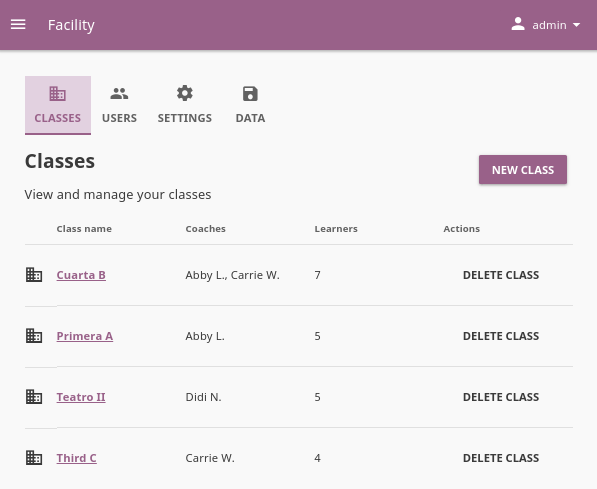 Facility admin
CLASSES USERS SETTINGS DATA
Classes
NEW CLASS
View and manage your classes
Class name Coaches Learners Actions
Cuarta B Abby L., Carrie W. 7 DELETE CLASS
Primera A Abby L. 5 DELETE CLASS
Teatro II Didi N. 5 DELETE CLASS
Third C Carrie W. 4 DELETE CLASS